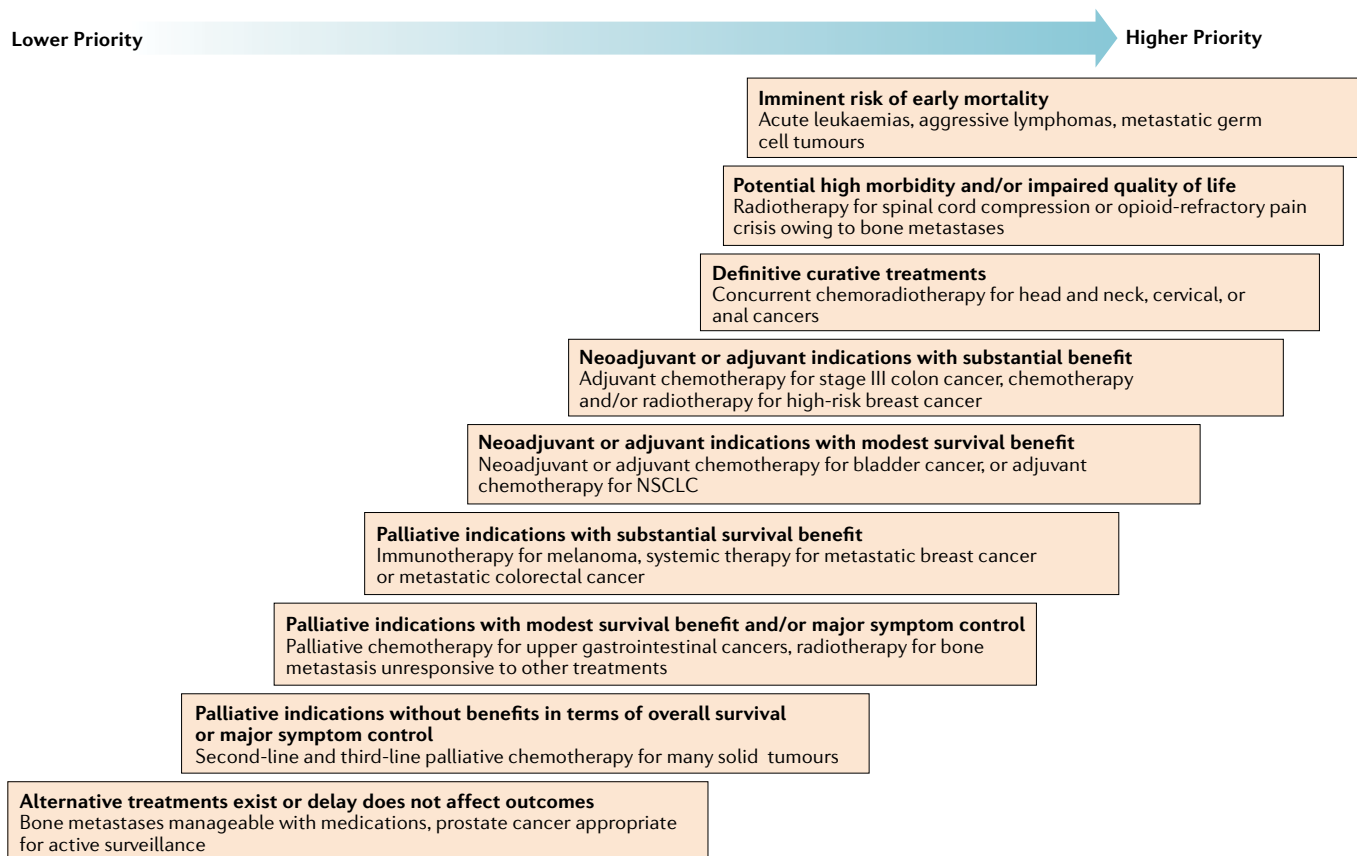 Lower Priority
Higher Priority
Imminent risk of early mortality
Acute leukaemias, aggressive lymphomas, metastatic germ
cell tumours
Potential high morbidity and/or impaired quality of life
Radiotherapy for spinal cord compression or opioid-refractory pain
crisis owing to bone metastases
Definitive curative treatments
Concurrent chemoradiotherapy for head and neck, cervical, or
anal cancers
Neoadjuvant or adjuvant indications with substantial benefit
Adjuvant chemotherapy for stage III colon cancer, chemotherapy
and/or radiotherapy for high-risk breast cancer
Neoadjuvant or adjuvant indications with modest survival benefit
Neoadjuvant or adjuvant chemotherapy for bladder cancer, or adjuvant
chemotherapy for NSCLC
Palliative indications with substantial survival benefit
Immunotherapy for melanoma, systemic therapy for metastatic breast cancer
or metastatic colorectal cancer
Palliative indications with modest survival benefit and/or major symptom control
Palliative chemotherapy for upper gastrointestinal cancers, radiotherapy for bone
metastasis unresponsive to other treatments
Palliative indications without benefits in terms of overall survival
or major symptom control
Second-line and third-line palliative chemotherapy for many solid tumours
Alternative treatments exist or delay does not affect outcomes
Bone metastases manageable with medications, prostate cancer appropriate
for active surveillance